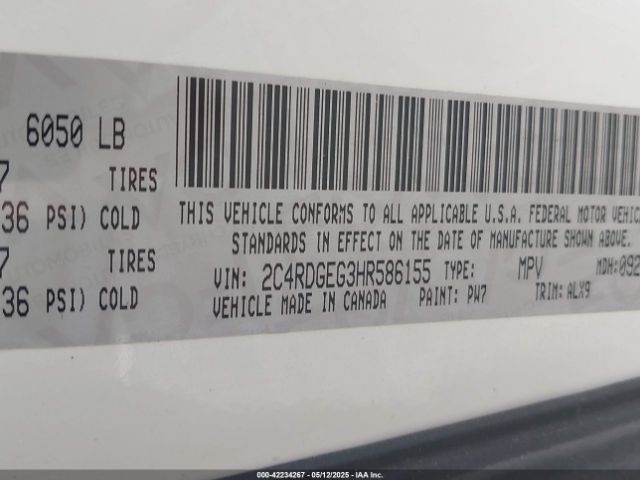 6050 LB
7 TIRES
36 PSI) COLD
7 TIRES
36 PSI) COLD
THIS VEHICLE CONFORMS TO ALL APPLICABLE U.S.A. FEDERAL MOTOR VEHIC
STANDARDS IN EFFECT ON THE DATE OF MANUFACTURE SHOWN ABOVE.
VIN: 2C4RDGEG3HR586155 TYPE: MPV MDH:092
VEHICLE MADE IN CANADA PAINT: PW7 TRIM: ALX9
000-42234267 - 05/12/2025 - IAA Inc.